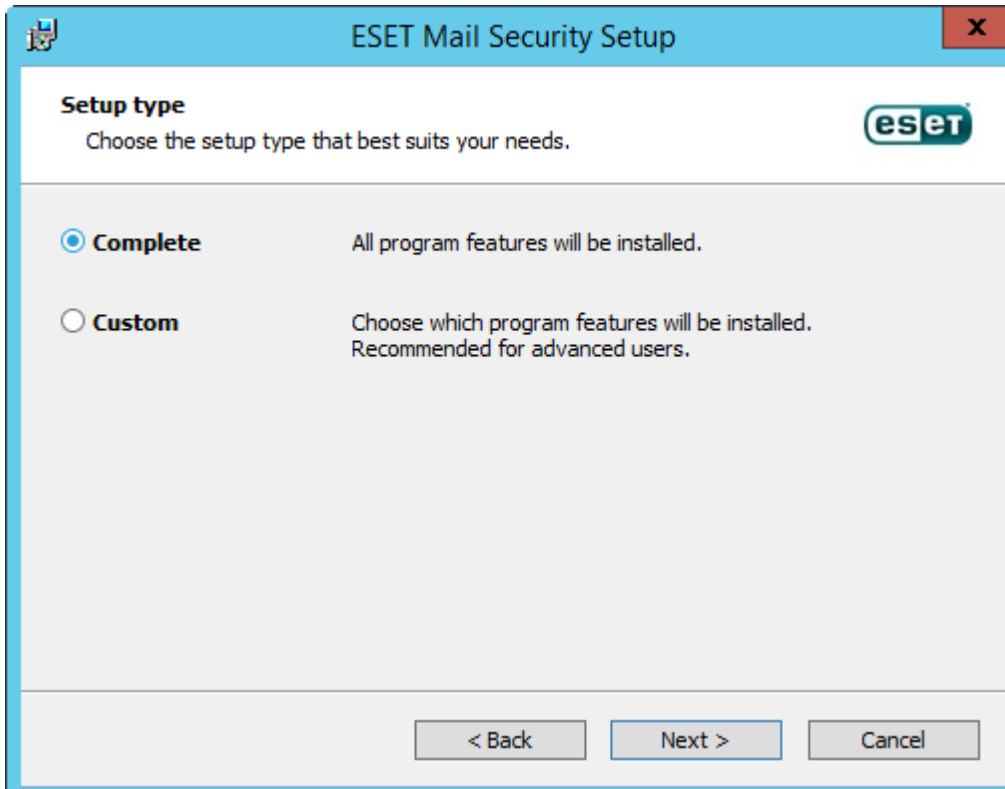 ESET Mail Security Setup
x
Setup type
Choose the setup type that best suits your needs.
eseT
Complete
All program features will be installed.
Custom
Choose which program features will be installed.
Recommended for advanced users.
< Back
Next >
Cancel